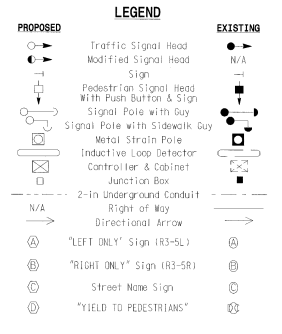 LEGEND
PROPOSED EXISTING
Traffic Signal Head
Modified Signal Head N/A
Sign
Pedestrian Signal Head
With Push Button & Sign
Signal Pole with Guy
Signal Pole with Sidewalk Guy
Metal Strain Pole
Inductive Loop Detector
Controller & Cabinet
Junction Box
2-in Underground Conduit
N/A Right of Way
Directional Arrow
A "LEFT ONLY" Sign (R3-5L) A
B "RIGHT ONLY" Sign (R3-5R) B
C Street Name Sign C
D "YIELD TO PEDESTRIANS"